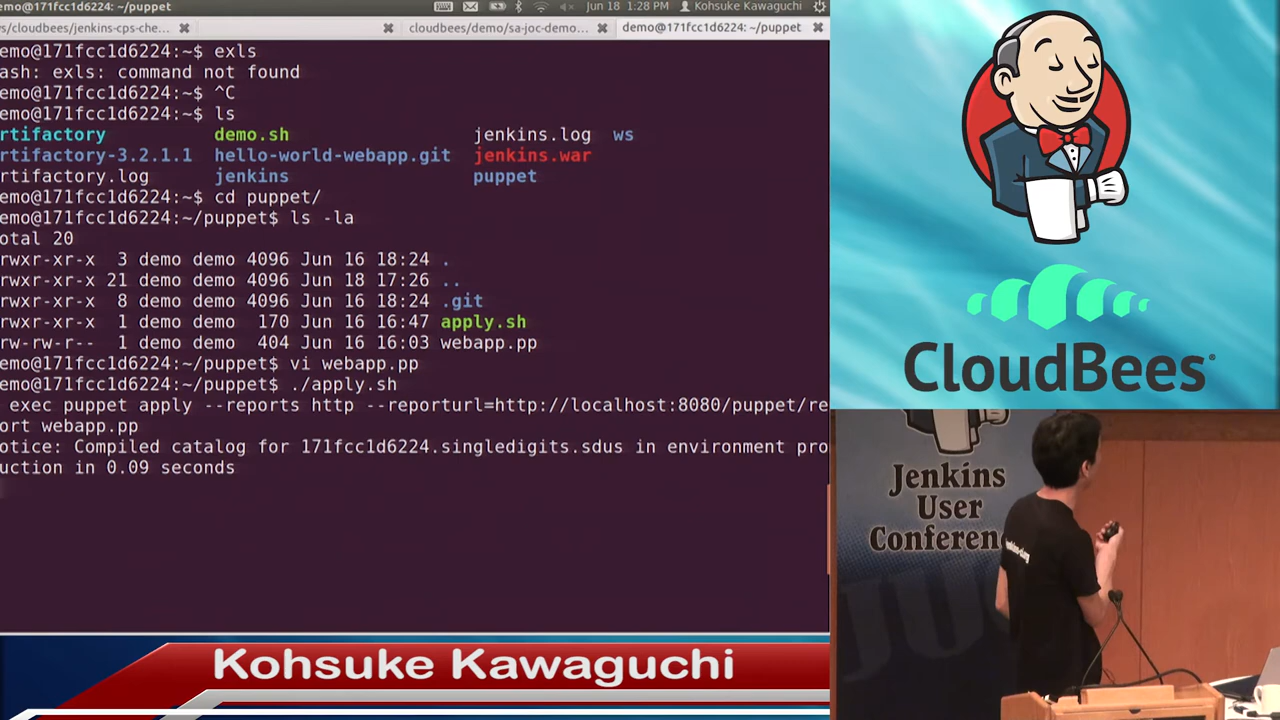 demo@171fcc1d6224: ~/puppet
Jun 18 1:28 PM Kohsuke Kawaguchi
s/cloudbees/jenkins-cps-che...
cloudbees/demo/sa-joc-demo...
demo@171fcc1d6224: ~/puppet
emo@171fcc1d6224:~$ exls
ash: exls: command not found
emo@171fcc1d6224:~$ ^C
emo@171fcc1d6224:~$ ls
rtifactory demo.sh jenkins.log ws
rtifactory-3.2.1.1 hello-world-webapp.git jenkins.war
rtifactory.log jenkins puppet
emo@171fcc1d6224:~$ cd puppet/
emo@171fcc1d6224:~/puppet$ ls -la
otal 20
rwxr-xr-x 3 demo demo 4096 Jun 16 18:24 .
rwxr-xr-x 21 demo demo 4096 Jun 18 17:26 ..
rwxr-xr-x 8 demo demo 4096 Jun 16 18:24 .git
rwxr-xr-x 1 demo demo 170 Jun 16 16:47 apply.sh
rw-rw-r-- 1 demo demo 404 Jun 16 16:03 webapp.pp
emo@171fcc1d6224:~/puppet$ vi webapp.pp
emo@171fcc1d6224:~/puppet$ ./apply.sh
exec puppet apply --reports http --reporturl=http://localhost:8080/puppet/re
ort webapp.pp
otice: Compiled catalog for 171fcc1d6224.singledigits.sdus in environment pro
uction in 0.09 seconds
CloudBees
Jenkins
User
Conferenc
Kohsuke Kawaguchi